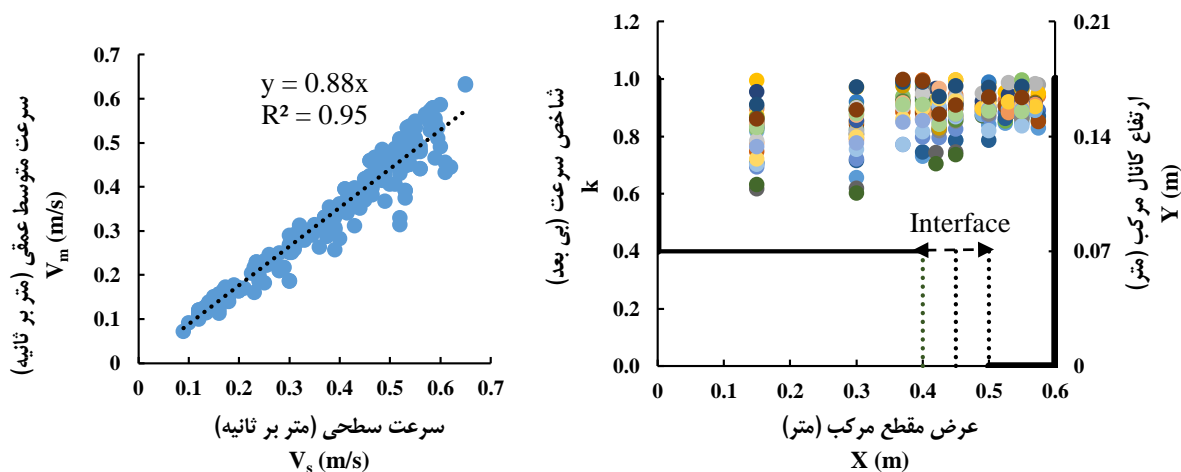 y = 0.88x
R² = 0.95
0.7
0.6
0.5
0.4
0.3
0.2
0.1
0
سرعت متوسط عمقی (متر بر ثانیه)
Vm (m/s)
0 0.1 0.2 0.3 0.4 0.5 0.6 0.7
سرعت سطحی (متر بر ثانیه)
Vs (m/s)
1.2
1.0
0.8
0.6
0.4
0.2
0.0
شاخص سرعت (بی بعد)
k
Interface
0.21
0.14
0.07
0
ارتفاع کانال مرکب (متر)
Y (m)
0.0 0.1 0.2 0.3 0.4 0.5 0.6
عرض مقطع مرکب (متر)
X (m)